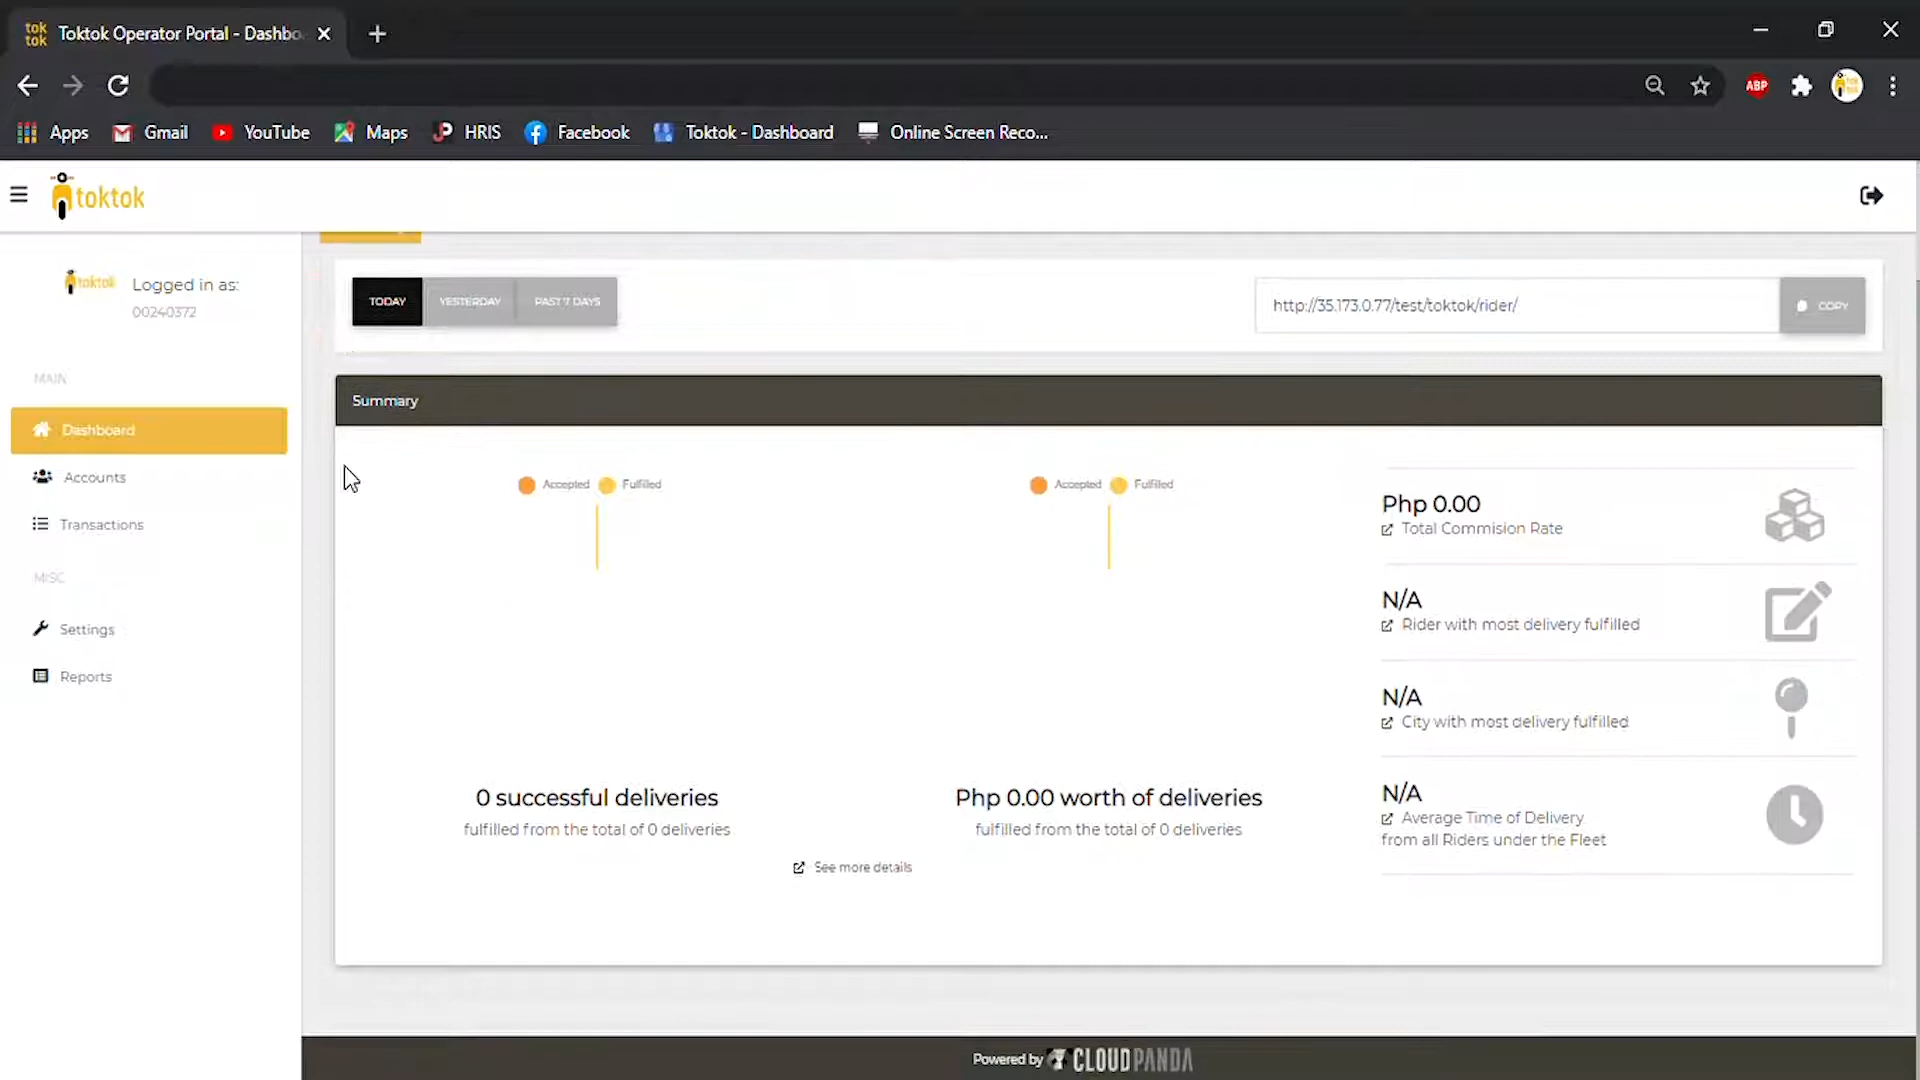 tok
tok
Toktok Operator Portal - Dashbo
ABP
Apps
Gmail
YouTube
Maps
HRIS
Facebook
Toktok - Dashboard
Online Screen Reco...
toktok
toktok
Logged in as:
00240372
TODAY
YESTERDAY
PAST 7 DAYS
http://35.173.0.77/test/toktok/rider/
COPY
MAIN
Dashboard
Accounts
Transactions
MISC
Settings
Reports
Summary
Accepted
Fulfilled
0 successful deliveries
fulfilled from the total of 0 deliveries
Accepted
Fulfilled
Php 0.00 worth of deliveries
fulfilled from the total of 0 deliveries
See more details
Php 0.00
Total Commision Rate
N/A
Rider with most delivery fulfilled
N/A
City with most delivery fulfilled
N/A
Average Time of Delivery
from all Riders under the Fleet
Powered by CLOUDPANDA